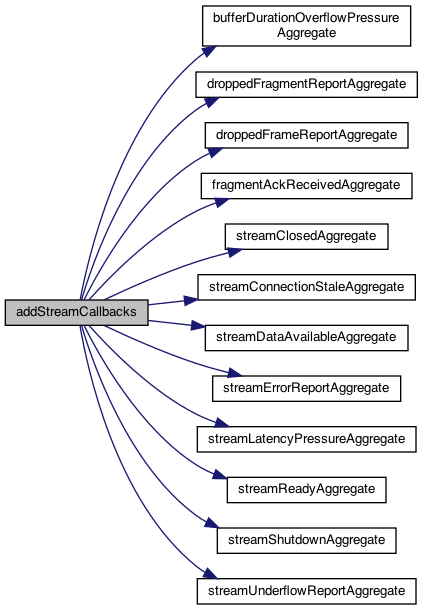 bufferDurationOverflowPressure
Aggregate
droppedFragmentReportAggregate
droppedFrameReportAggregate
fragmentAckReceivedAggregate
streamClosedAggregate
streamConnectionStaleAggregate
addStreamCallbacks
streamDataAvailableAggregate
streamErrorReportAggregate
streamLatencyPressureAggregate
streamReadyAggregate
streamShutdownAggregate
streamUnderflowReportAggregate